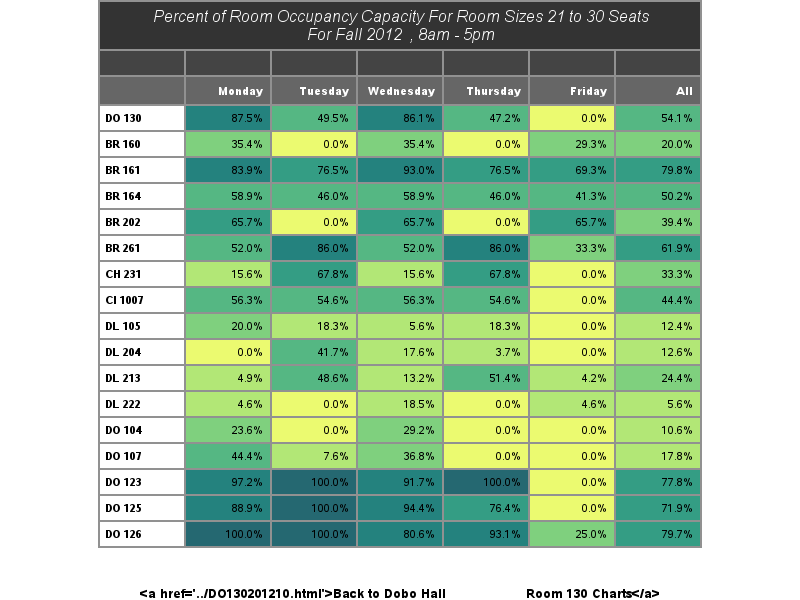 Percent of Room Occupancy Capacity For Room Sizes 21 to 30 Seats
For Fall 2012 , 8am - 5pm
Monday Tuesday Wednesday Thursday Friday All
DO 130 87.5% 49.5% 86.1% 47.2% 0.0% 54.1%
BR 160 35.4% 0.0% 35.4% 0.0% 29.3% 20.0%
BR 161 83.9% 76.5% 93.0% 76.5% 69.3% 79.8%
BR 164 58.9% 46.0% 58.9% 46.0% 41.3% 50.2%
BR 202 65.7% 0.0% 65.7% 0.0% 65.7% 39.4%
BR 261 52.0% 86.0% 52.0% 86.0% 33.3% 61.9%
CH 231 15.6% 67.8% 15.6% 67.8% 0.0% 33.3%
CI 1007 56.3% 54.6% 56.3% 54.6% 0.0% 44.4%
DL 105 20.0% 18.3% 5.6% 18.3% 0.0% 12.4%
DL 204 0.0% 41.7% 17.6% 3.7% 0.0% 12.6%
DL 213 4.9% 48.6% 13.2% 51.4% 4.2% 24.4%
DL 222 4.6% 0.0% 18.5% 0.0% 4.6% 5.6%
DO 104 23.6% 0.0% 29.2% 0.0% 0.0% 10.6%
DO 107 44.4% 7.6% 36.8% 0.0% 0.0% 17.8%
DO 123 97.2% 100.0% 91.7% 100.0% 0.0% 77.8%
DO 125 88.9% 100.0% 94.4% 76.4% 0.0% 71.9%
DO 126 100.0% 100.0% 80.6% 93.1% 25.0% 79.7%
<a href='../DO130201210.html'>Back to Dobo Hall Room 130 Charts</a>